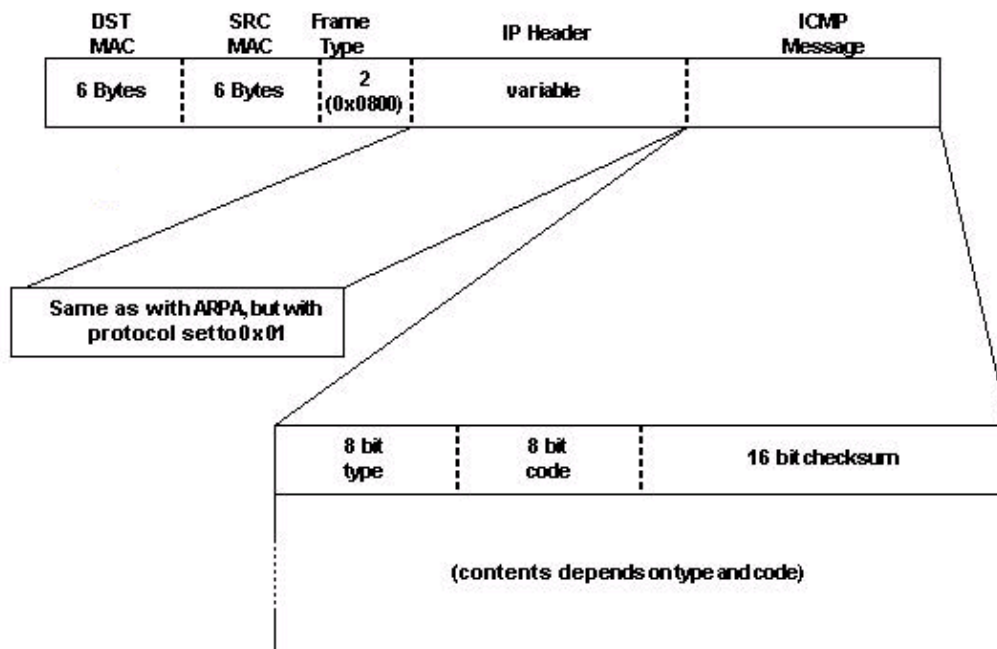 DST MAC
SRC MAC
Frame Type
IP Header
ICMP Message
6 Bytes
6 Bytes
2 (0x0800)
variable
Same as with ARPA, but with
protocol set to 0x01
8 bit type
8 bit code
16 bit checksum
(contents depends on type and code)